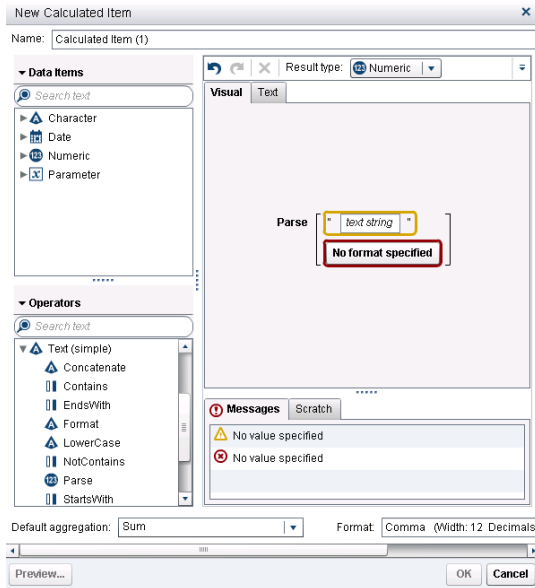 New Calculated Item
Name: Calculated Item (1)
Data Items
Search text
Character
Date
Numeric
Parameter
Operators
Search text
Text (simple)
Concatenate
Contains
EndsWith
Format
LowerCase
NotContains
Parse
StartsWith
Result type: Numeric
Visual Text
Parse
" text string "
No format specified
Messages Scratch
No value specified
No value specified
Default aggregation: Sum
Format: Comma (Width: 12 Decimals
Preview...
OK Cancel